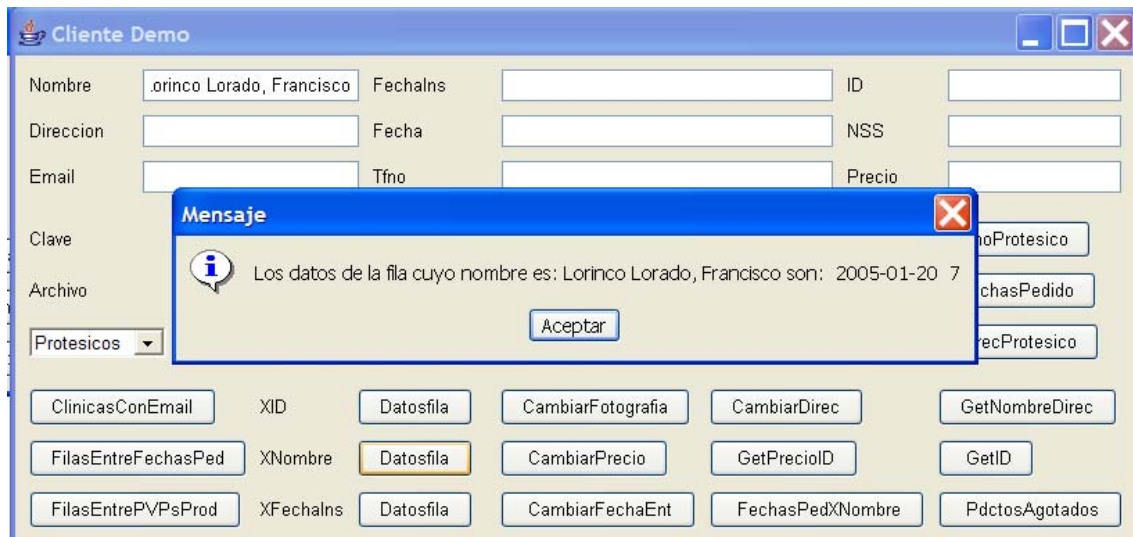 Cliente Demo
Nombre .orinco Lorado, Francisco FechaIns ID
Direccion Fecha NSS
Email Tfno Precio
Mensaje
Clave
Los datos de la fila cuyo nombre es: Lorinco Lorado, Francisco son: 2005-01-20 7
noProtesico
Archivo
chasPedido
Aceptar
Protesicos
recProtesico
ClinicasConEmail XID Datosfila CambiarFotografia CambiarDirec GetNombreDirec
FilasEntreFechasPed XNombre Datosfila CambiarPrecio GetPrecioID GetID
FilasEntrePVPsProd XFechaIns Datosfila CambiarFechaEnt FechasPedXNombre PdctosAgotados